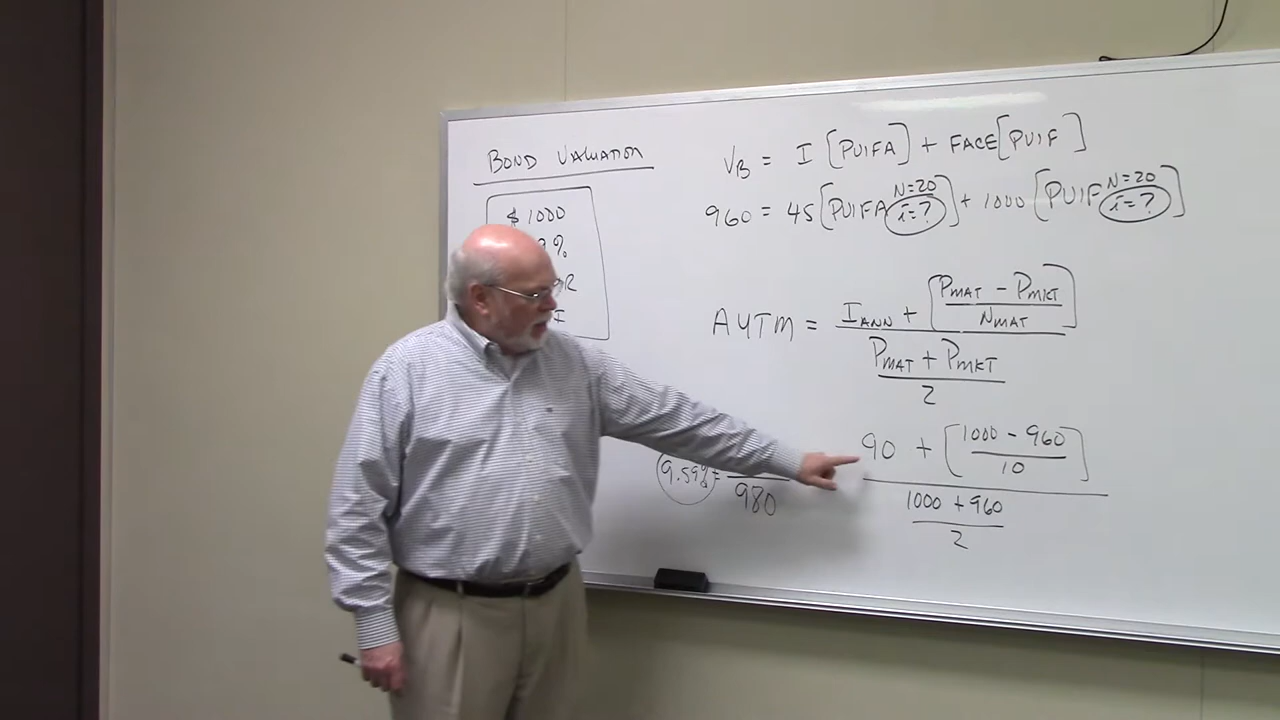 BOND VALUATION
$ 1000
9 %
R
I
VB = I [PVIFA] + FACE[PVIF ]
N=20 N=20
960 = 45 [PVIFA i=? ] + 1000 [PVIF i=? ]
AYTM = IANN + [PMAT - PMKT
NMAT]
PMAT + PMKT
2
90 + [1000 - 960
10]
9.59% =
980
1000 + 960
2